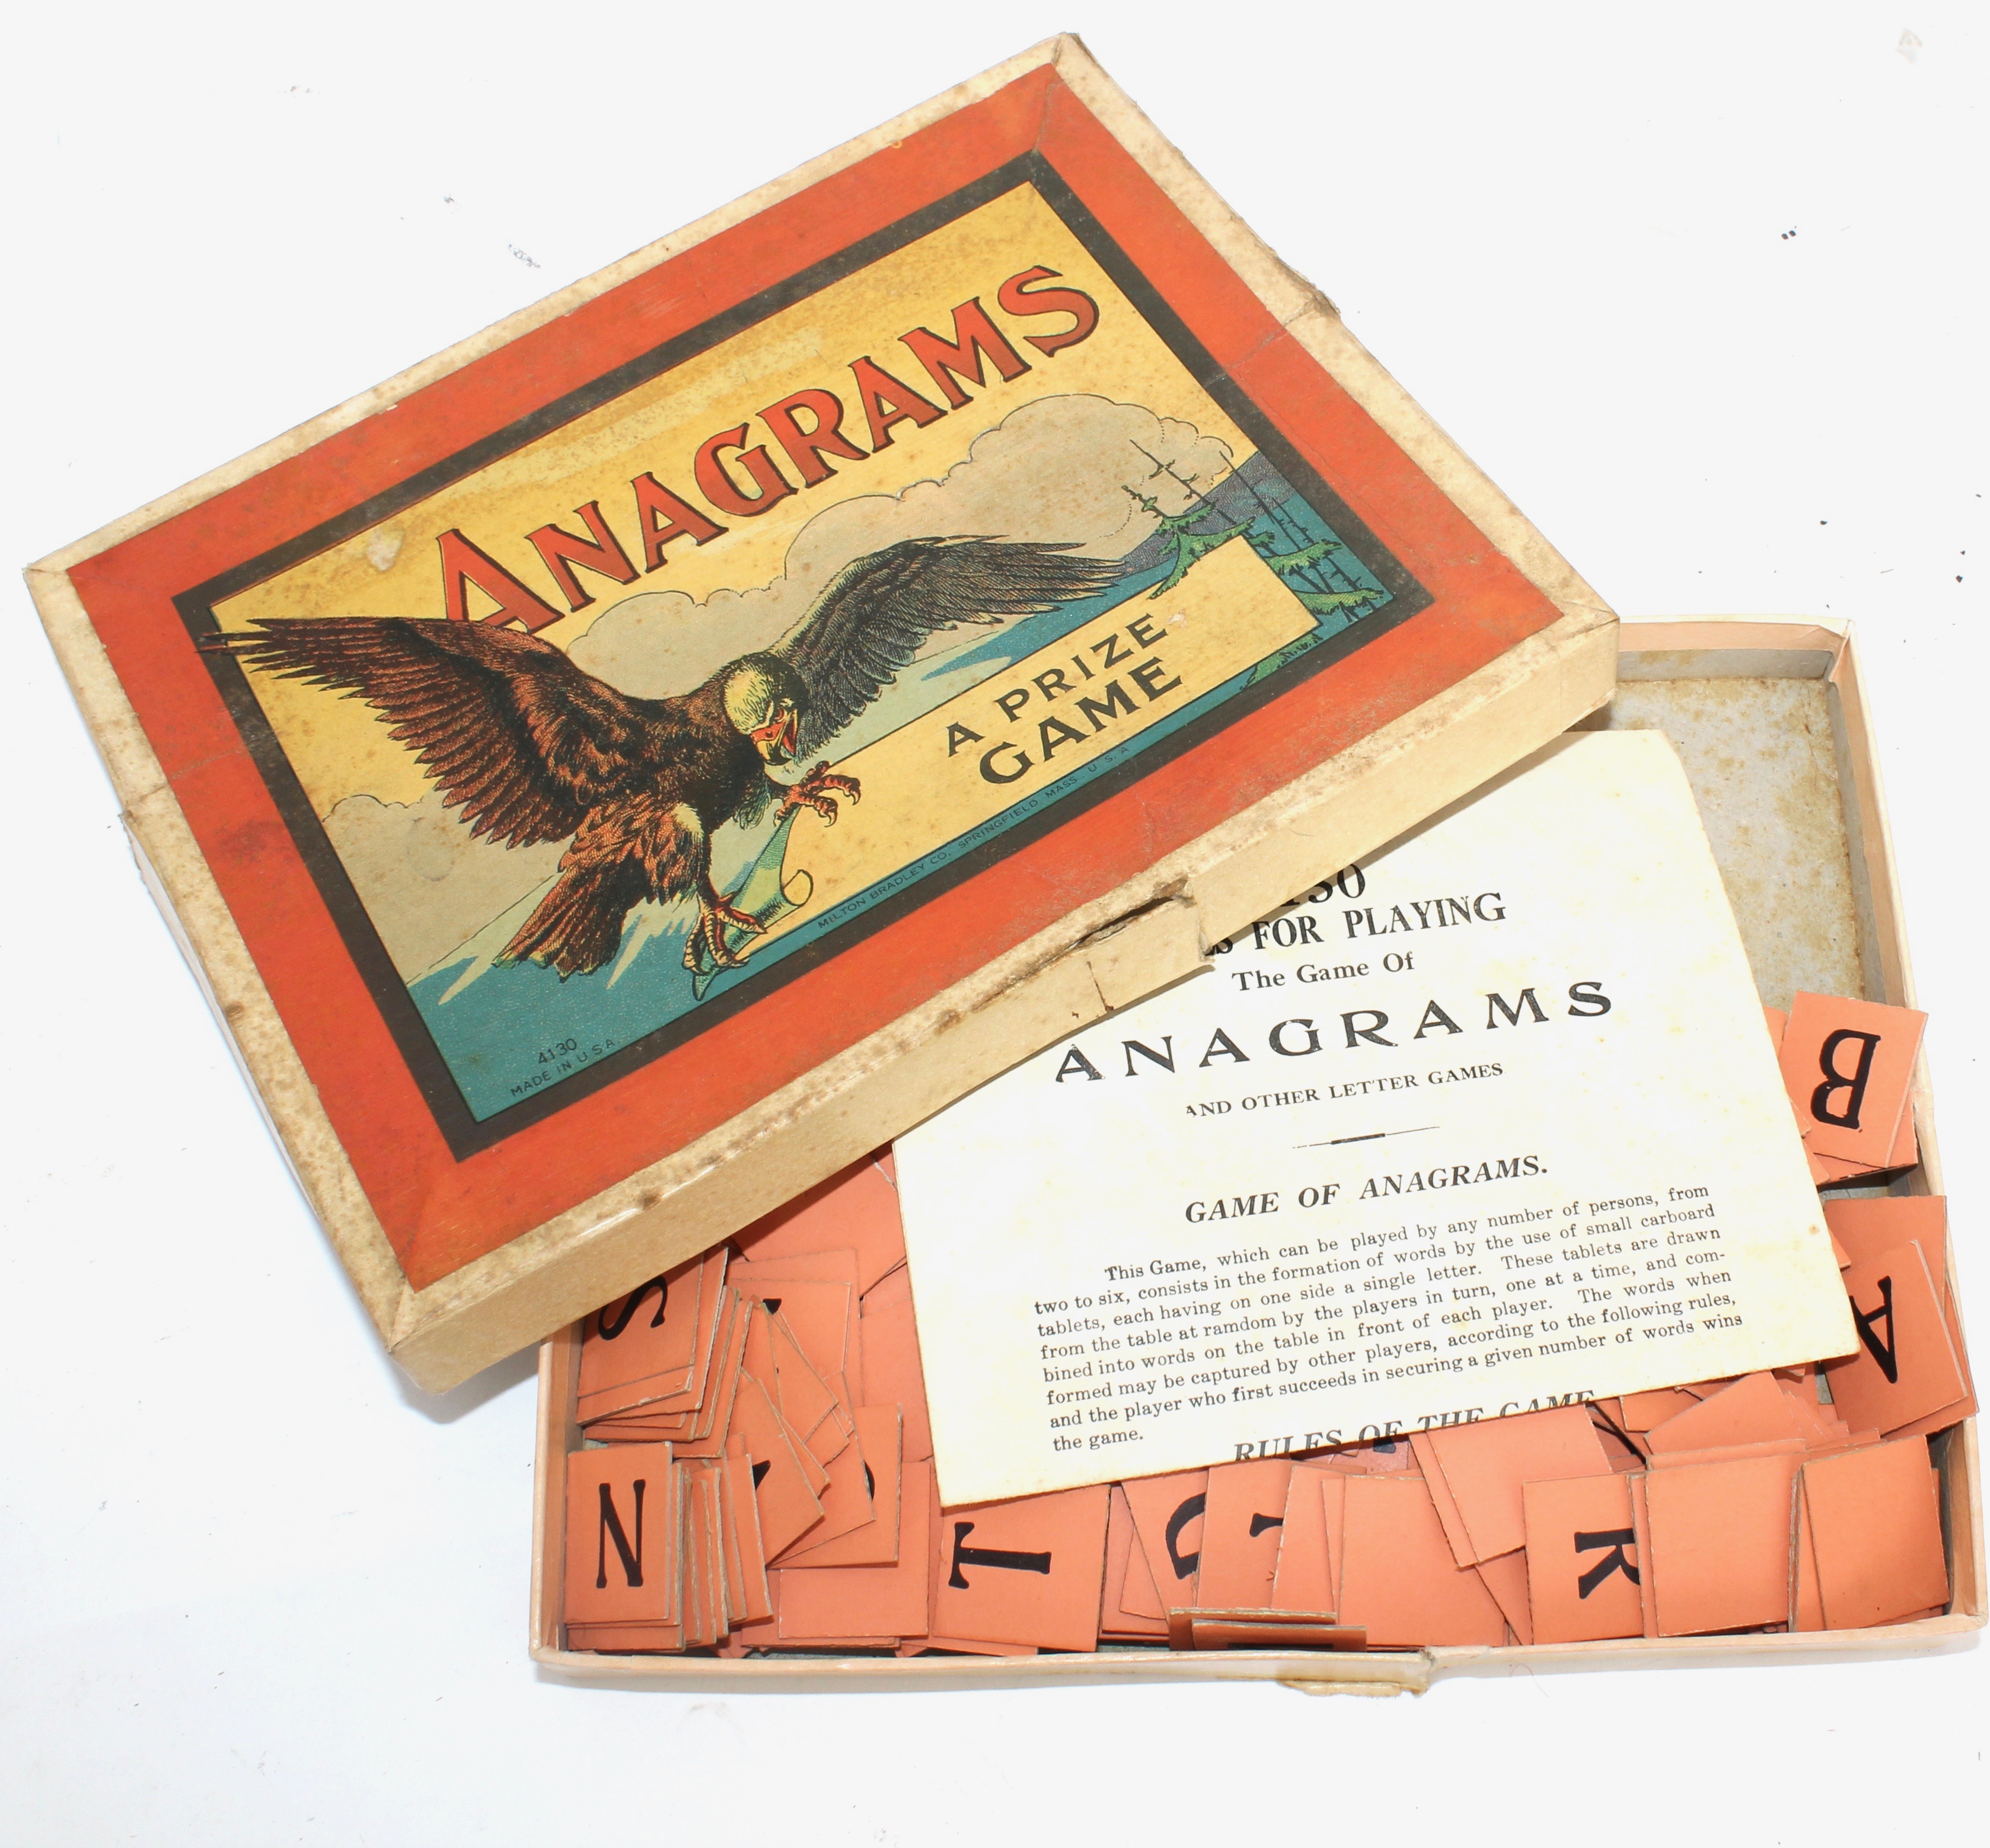 ANAGRAMS
A PRIZE
GAME
MILTON BRADLEY CO. SPRINGFIELD MASS. U.S.A.
4130
MADE IN U.S.A.
FOR PLAYING
The Game Of
ANAGRAMS
AND OTHER LETTER GAMES
GAME OF ANAGRAMS.
This Game, which can be played by any number of persons, from
two to six, consists in the formation of words by the use of small carboard
tablets, each having on one side a single letter. These tablets are drawn
from the table at ramdom by the players in turn, one at a time, and com-
bined into words on the table in front of each player. The words when
formed may be captured by other players, according to the following rules,
and the player who first succeeds in securing a given number of words wins
the game.
RULES OF THE GAME
B
A
S
N
T
K